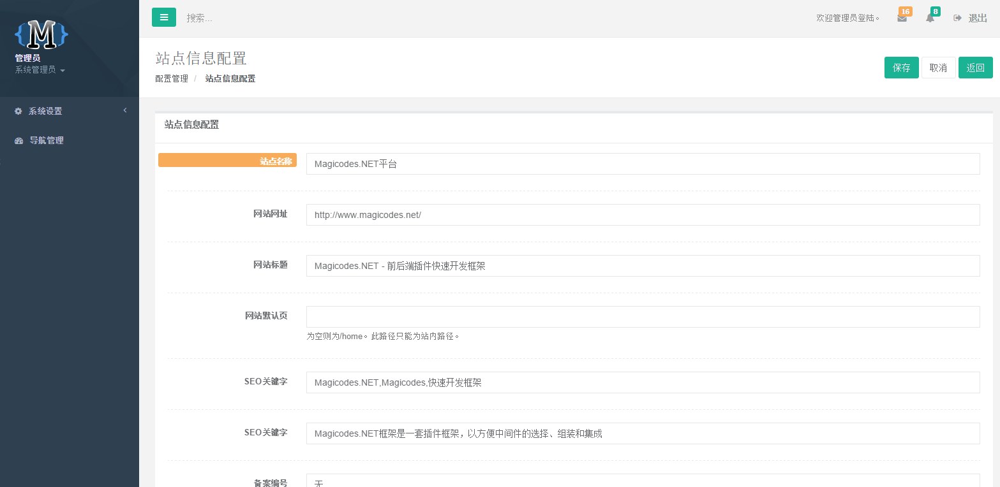 搜索...
欢迎管理员登陆。
16
8
退出
M
管理员
系统管理员
系统设置
导航管理
站点信息配置
配置管理 / 站点信息配置
保存 取消 返回
站点信息配置
站点名称 Magicodes.NET平台
网站网址 http://www.magicodes.net/
网站标题 Magicodes.NET - 前后端插件快速开发框架
网站默认页
为空则为/home。此路径只能为站内路径。
SEO关键字 Magicodes.NET,Magicodes,快速开发框架
SEO关键字 Magicodes.NET框架是一套插件框架，以方便中间件的选择、组装和集成
备案编号 无